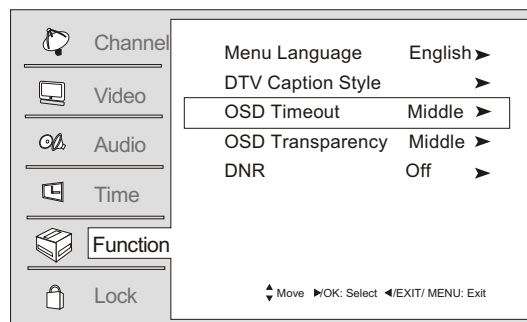 Channel
Video
Audio
Time
Function
Lock
Menu Language English
DTV Caption Style
OSD Timeout Middle
OSD Transparency Middle
DNR Off
Move /OK: Select /EXIT/ MENU: Exit